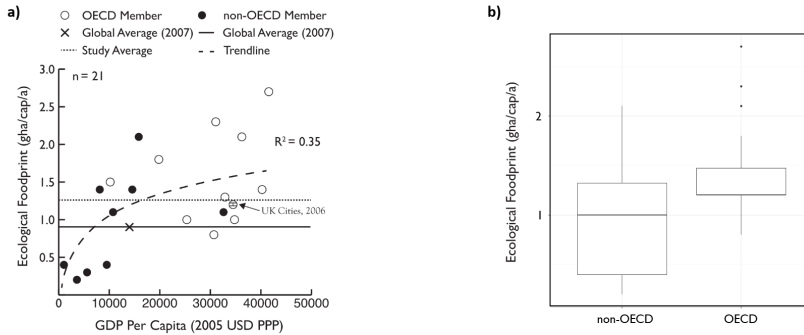 a)
OECD Member
non-OECD Member
Global Average (2007)
Global Average (2007)
Study Average
Trendline
n = 21
R² = 0.35
UK Cities, 2006
Ecological Foodprint (gha/cap/a)
3.0
2.5
2.0
1.5
1.0
0.5
0
10000
20000
30000
40000
50000
GDP Per Capita (2005 USD PPP)
b)
Ecological Foodprint (gha/cap/a)
2
1
non-OECD
OECD